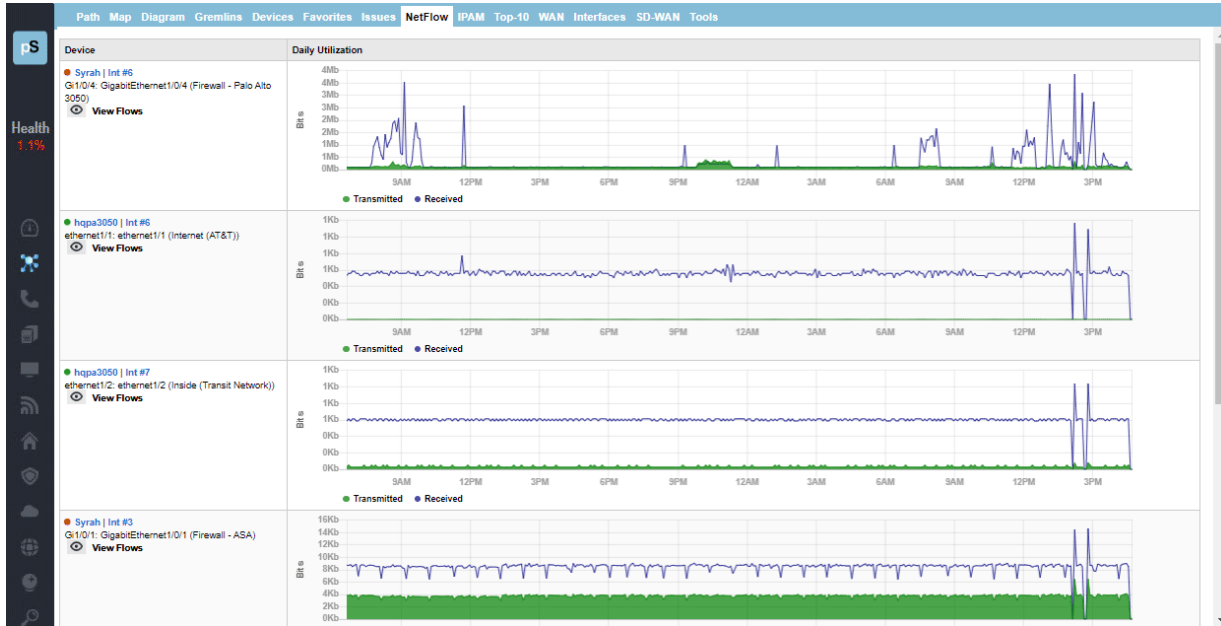 Path Map Diagram Gremlins Devices Favorites Issues NetFlow IPAM Top-10 WAN Interfaces SD-WAN Tools
pS
Health
1.1%
Device
Daily Utilization
Syrah | Int #6
Gi1/0/4: GigabitEthernet1/0/4 (Firewall - Palo Alto
3050)
View Flows
Bits
4Mb
4Mb
3Mb
3Mb
2Mb
2Mb
1Mb
1Mb
0Mb
9AM 12PM 3PM 6PM 9PM 12AM 3AM 6AM 9AM 12PM 3PM
Transmitted Received
hqpa3050 | Int #6
ethernet1/1: ethernet1/1 (Internet (AT&T))
View Flows
Bits
1Kb
1Kb
1Kb
1Kb
0Kb
0Kb
0Kb
9AM 12PM 3PM 6PM 9PM 12AM 3AM 6AM 9AM 12PM 3PM
Transmitted Received
hqpa3050 | Int #7
ethernet1/2: ethernet1/2 (Inside (Transit Network))
View Flows
Bits
1Kb
1Kb
1Kb
1Kb
0Kb
0Kb
0Kb
9AM 12PM 3PM 6PM 9PM 12AM 3AM 6AM 9AM 12PM 3PM
Transmitted Received
Syrah | Int #3
Gi1/0/1: GigabitEthernet1/0/1 (Firewall - ASA)
View Flows
Bits
16Kb
14Kb
12Kb
10Kb
8Kb
6Kb
4Kb
2Kb
0Kb